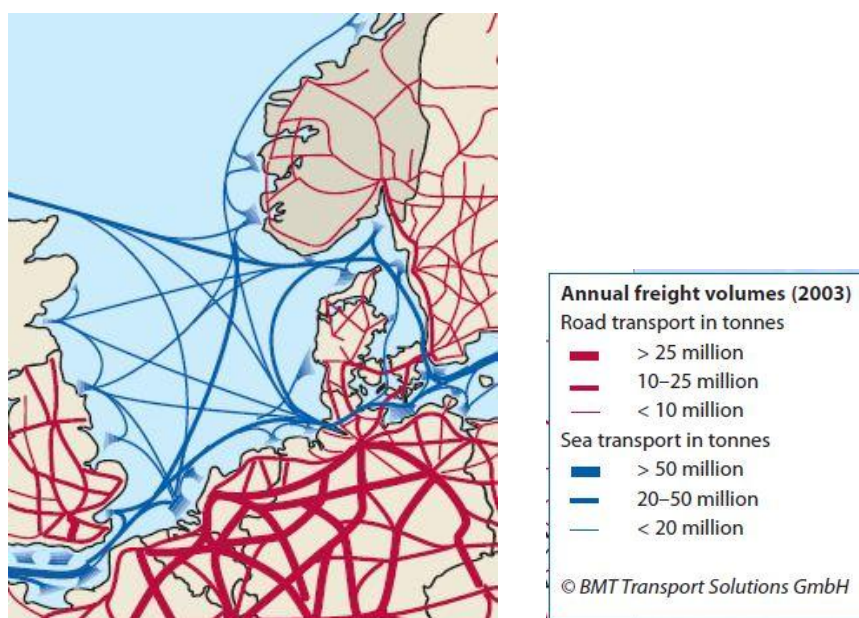 Annual freight volumes (2003)
Road transport in tonnes
> 25 million
10–25 million
< 10 million
Sea transport in tonnes
> 50 million
20–50 million
< 20 million
© BMT Transport Solutions GmbH